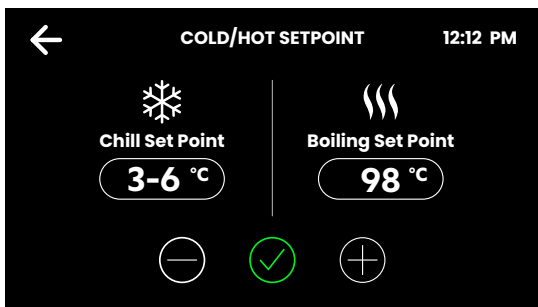 COLD/HOT SETPOINT 12:12 PM
Chill Set Point Boiling Set Point
3-6 °C 98 °C